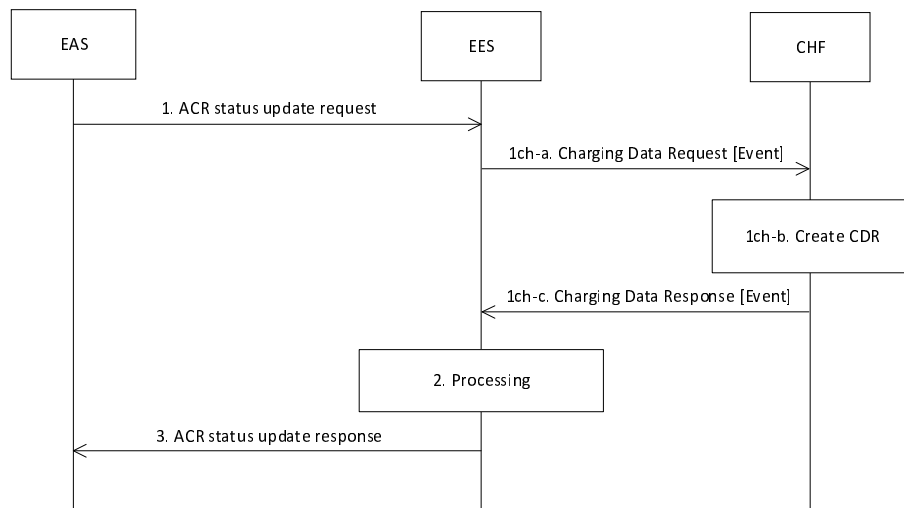 EAS
EES
CHF
1. ACR status update request
1ch-a. Charging Data Request [Event]
1ch-b. Create CDR
1ch-c. Charging Data Response [Event]
2. Processing
3. ACR status update response